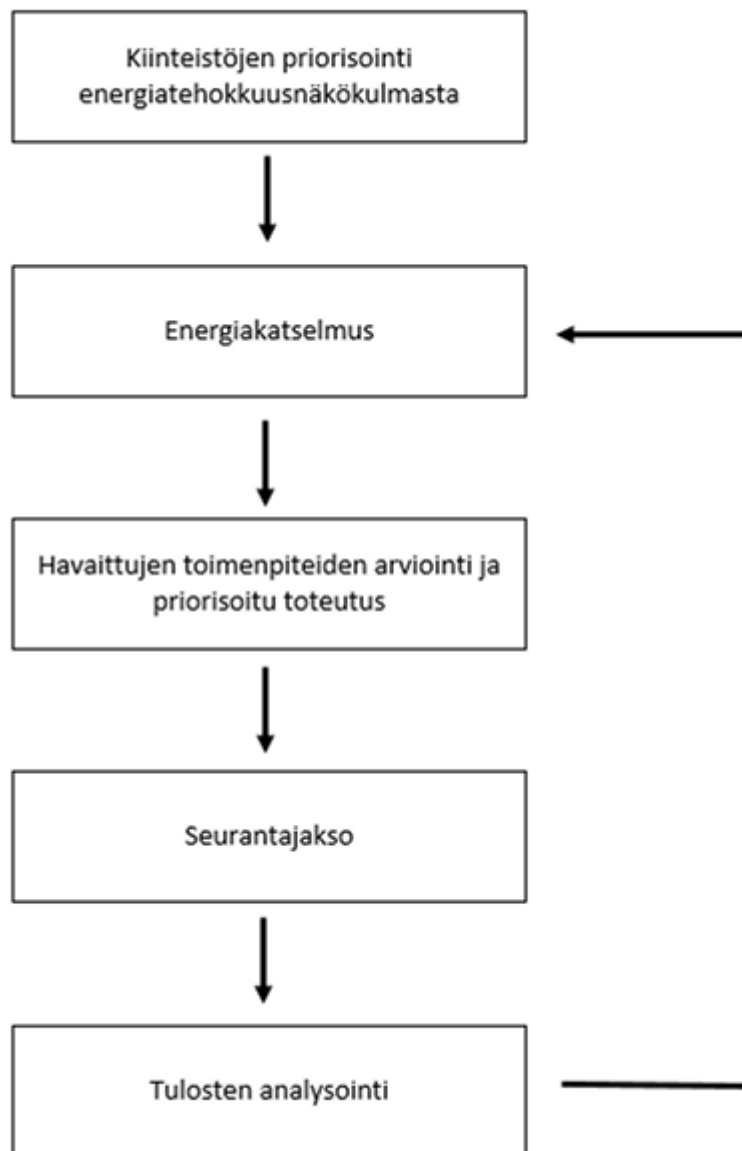 Kiinteistöjen priorisointi
energiatehokkuusnäkökulmasta
Energiakatselmus
Havaittujen toimenpiteiden arviointi ja
priorisoitu toteutus
Seurantajakso
Tulosten analysointi